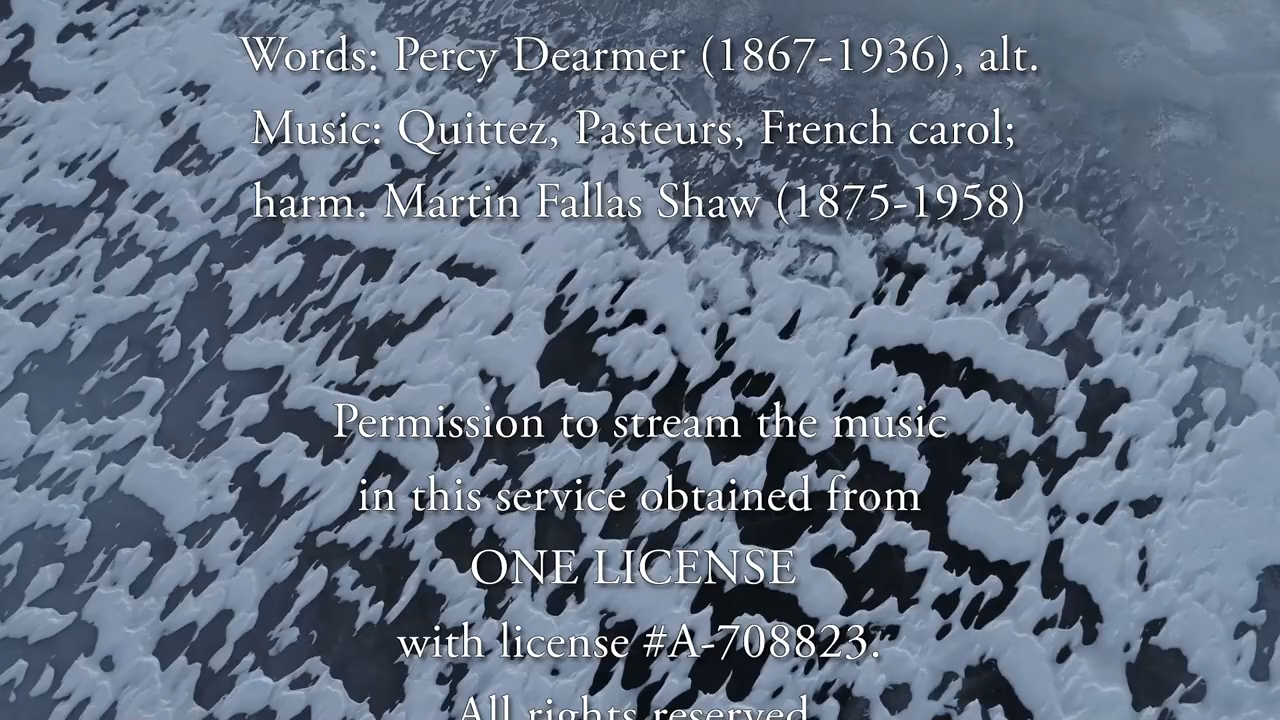 Words: Percy Dearmer (1867-1936), alt.
Music: Quittez, Pasteurs, French carol;
harm. Martin Fallas Shaw (1875-1958)
Permission to stream the music
in this service obtained from
ONE LICENSE
with license #A-708823.
All rights reserved